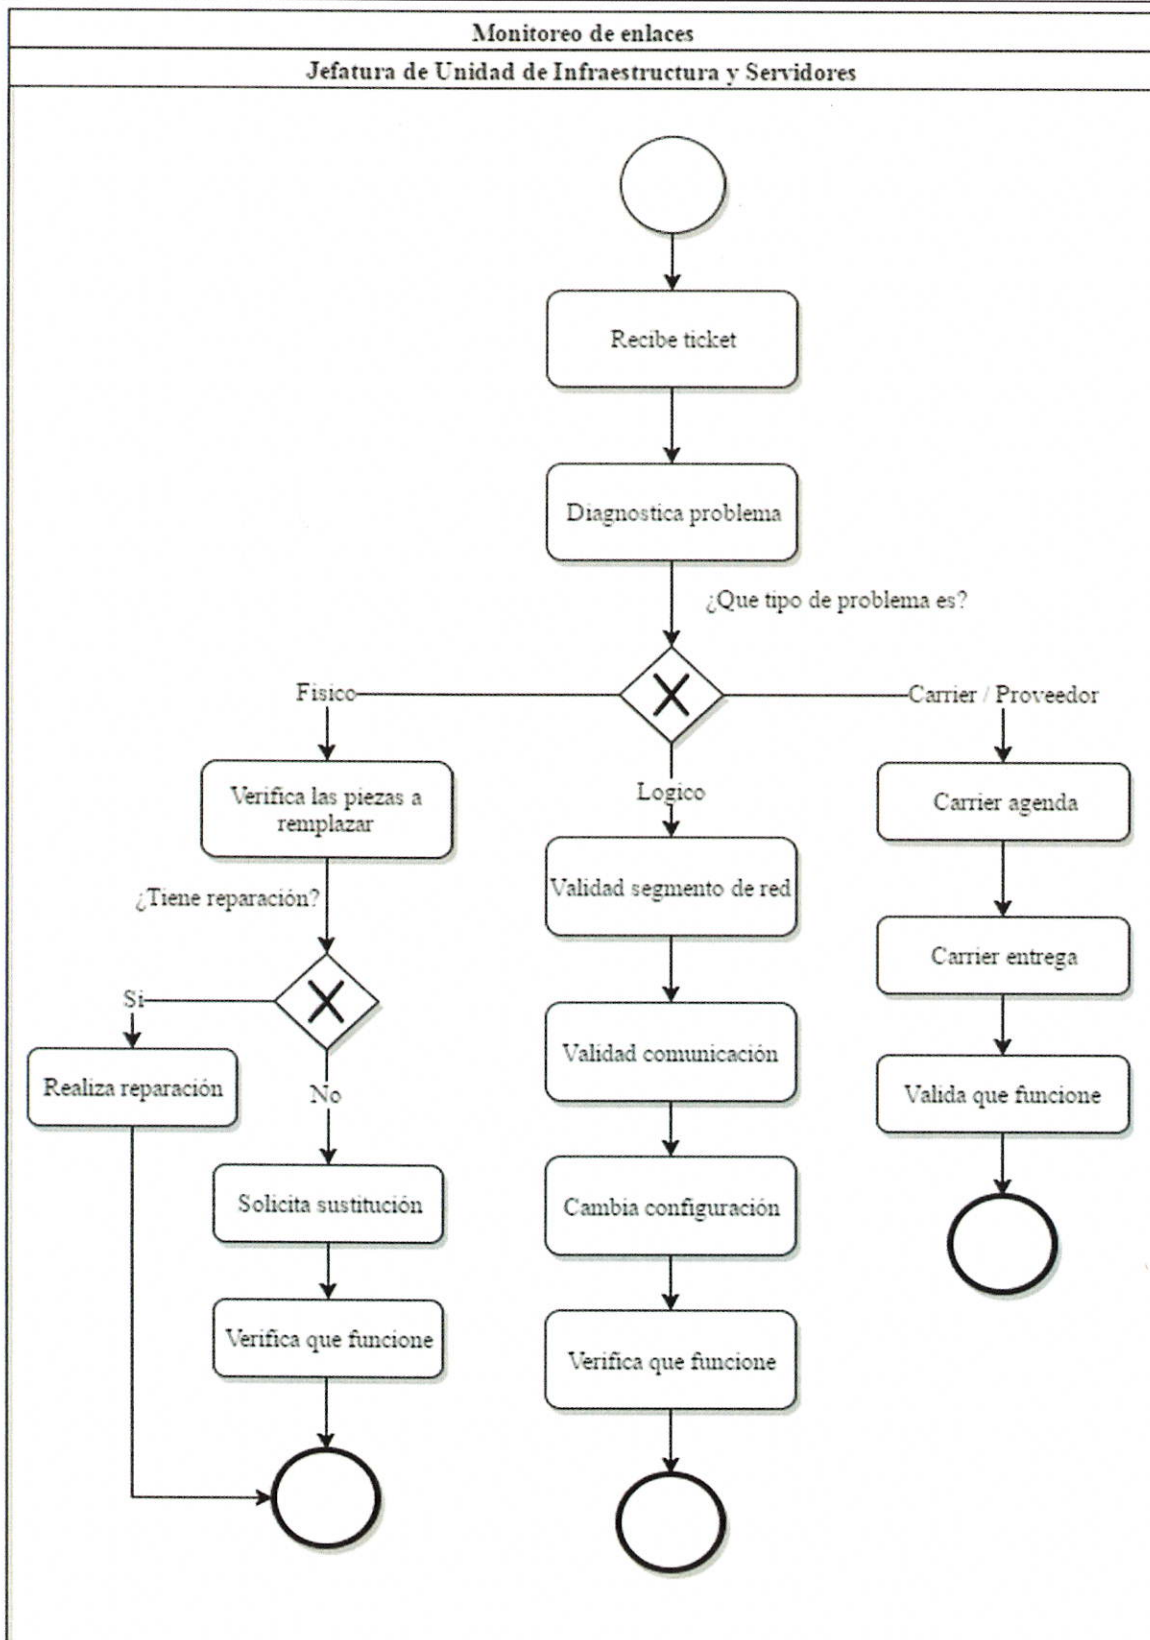 Monitoreo de enlaces
Jefatura de Unidad de Infraestructura y Servidores
Recibe ticket
Diagnostica problema
¿Que tipo de problema es?
Fisico
Carrier / Proveedor
Logico
Verifica las piezas a
remplazar
Carrier agenda
¿Tiene reparación?
Validad segmento de red
Carrier entrega
Si
Realiza reparación
No
Validad comunicación
Valida que funcione
Solicita sustitución
Cambia configuración
Verifica que funcione
Verifica que funcione